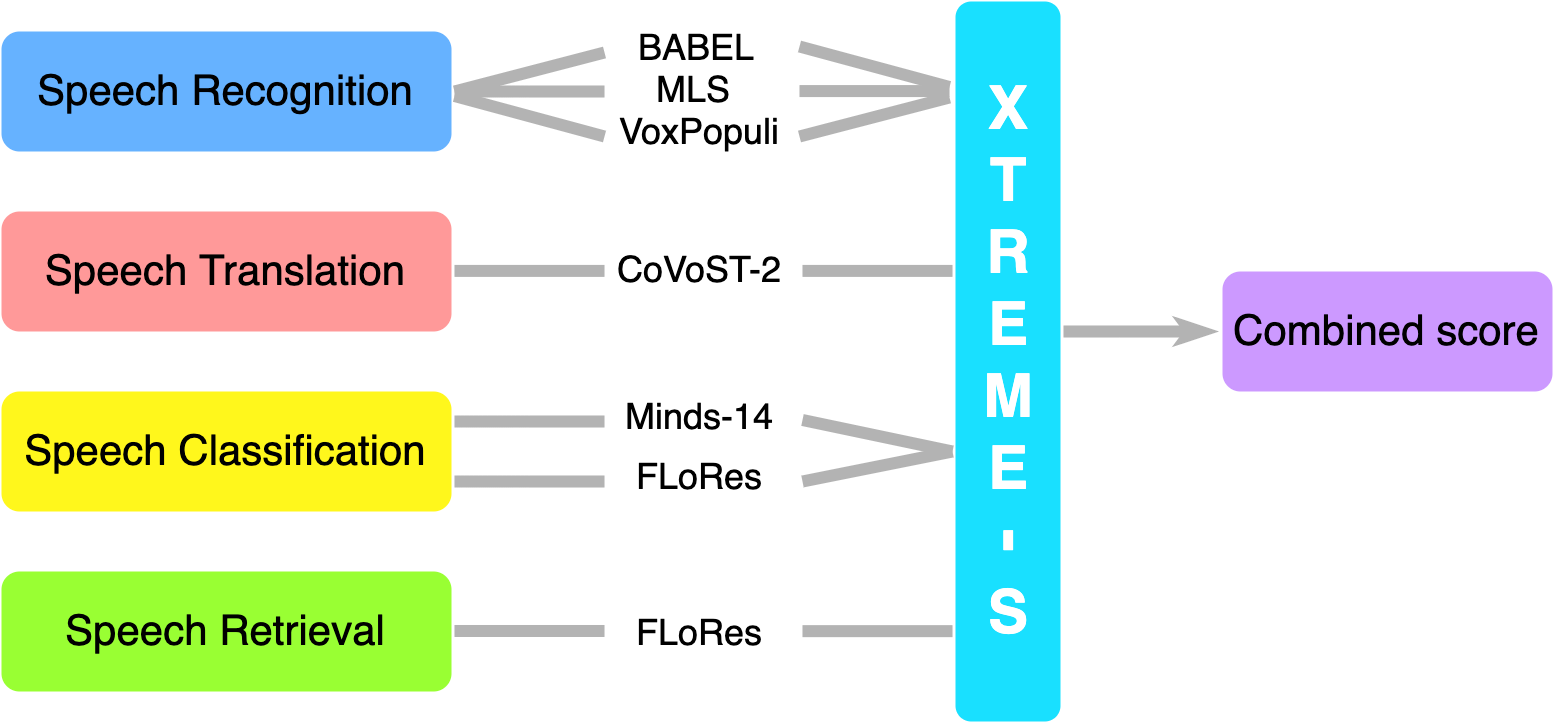 Speech Recognition
BABEL
MLS
VoxPopuli
Speech Translation
CoVoST-2
Speech Classification
Minds-14
FLoRes
Speech Retrieval
FLoRes
XTREME-S
Combined score